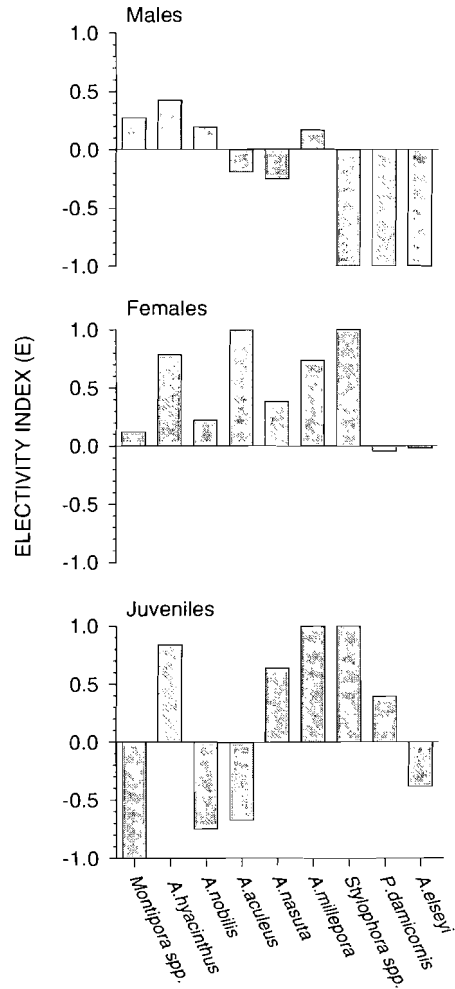 Males
1.0
0.5
0.0
-0.5
-1.0
Females
1.0
0.5
0.0
-0.5
-1.0
ELECTIVITY INDEX (E)
Juveniles
1.0
0.5
0.0
-0.5
-1.0
Montipora spp.
A.hyacinthus
A.nobilis
A.aculeus
A.nasuta
A.millepora
Stylophora spp.
P.damicornis
A.elseyi